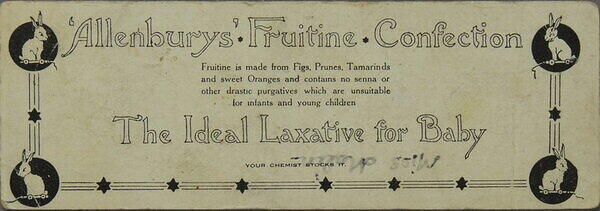 'Allenburys' · Fruitine · Confection
Fruitine is made from Figs, Prunes, Tamarinds
and sweet Oranges and contains no senna or
other drastic purgatives which are unsuitable
for infants and young children
The Ideal Laxative for Baby
YOUR CHEMIST STOCKS IT.